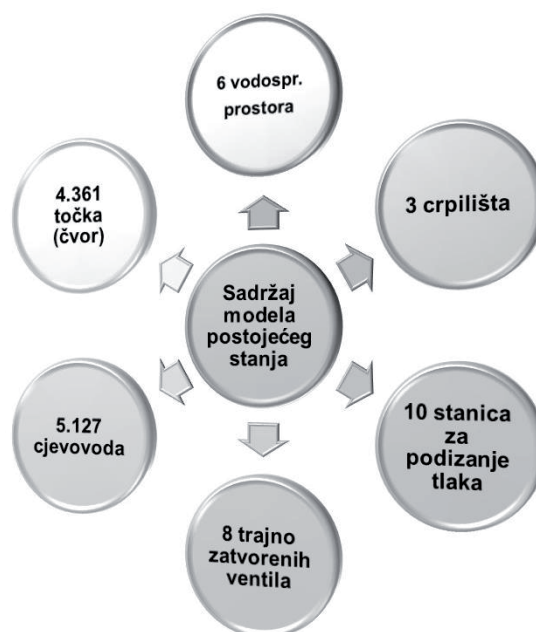 6 vodospr.
prostora
3 crpilišta
10 stanica
za
podizanje
tlaka
8 trajno
zatvorenih
ventila
5.127
cjevovoda
4.361
točka
(čvor)
Sadržaj
modela
postojećeg
stanja